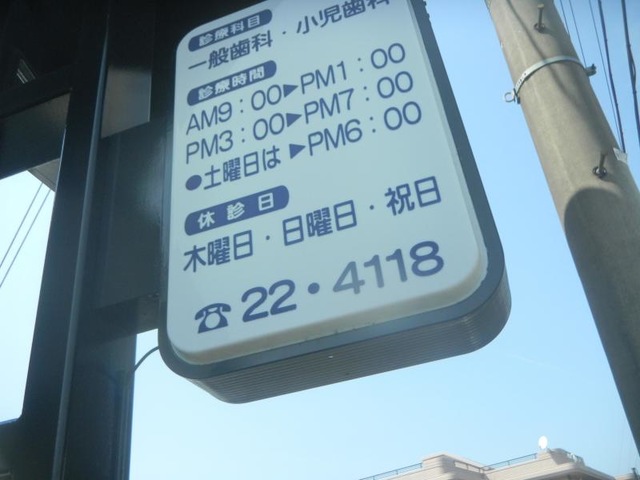 診療科目
一般歯科・小児歯科
診療時間
AM9：00▶PM1：00
PM3：00▶PM7：00
●土曜日は▶PM6：00
休診日
木曜日・日曜日・祝日
☎22・4118